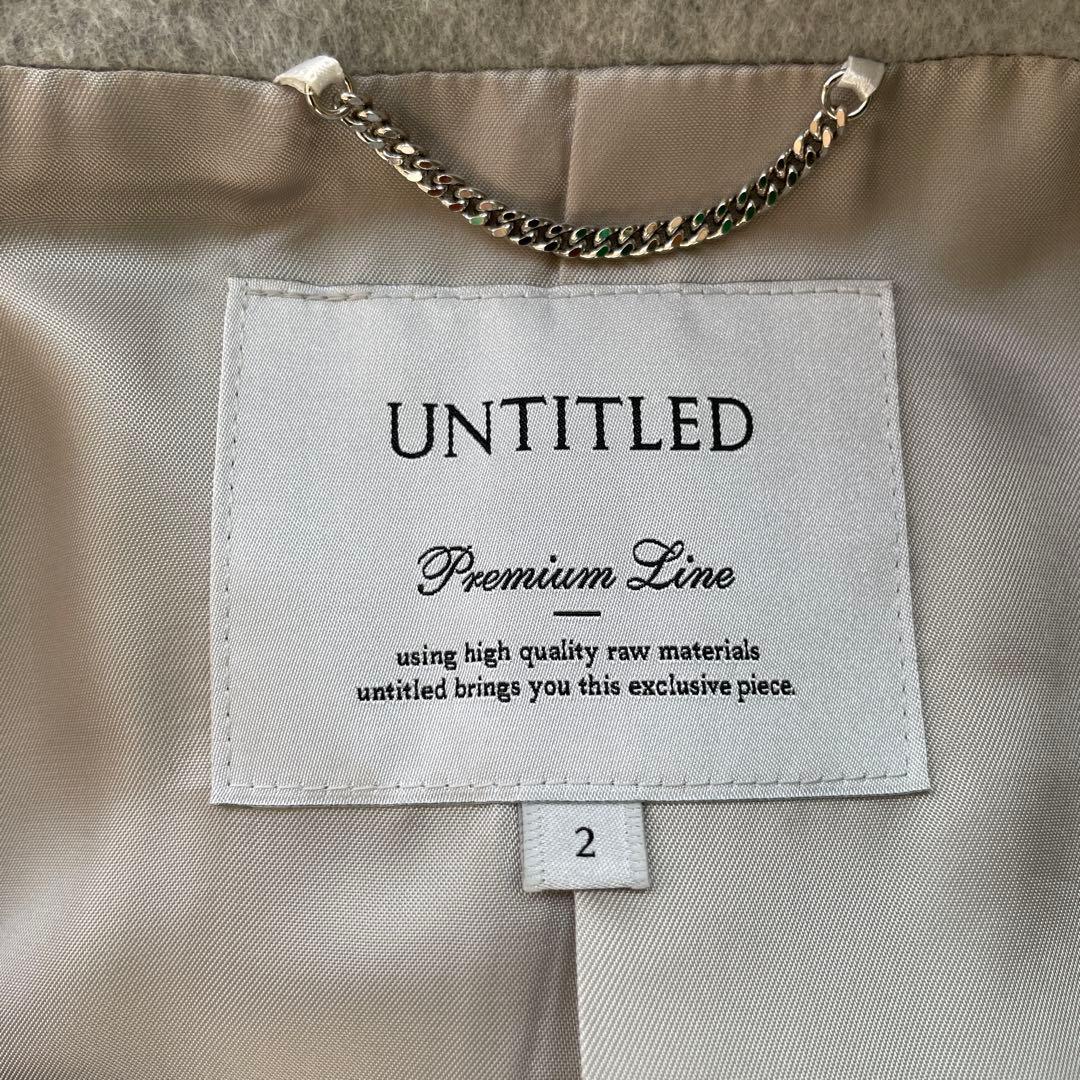 UNTITLED
Premium Line
using high quality raw materials
untitled brings you this exclusive piece.
2